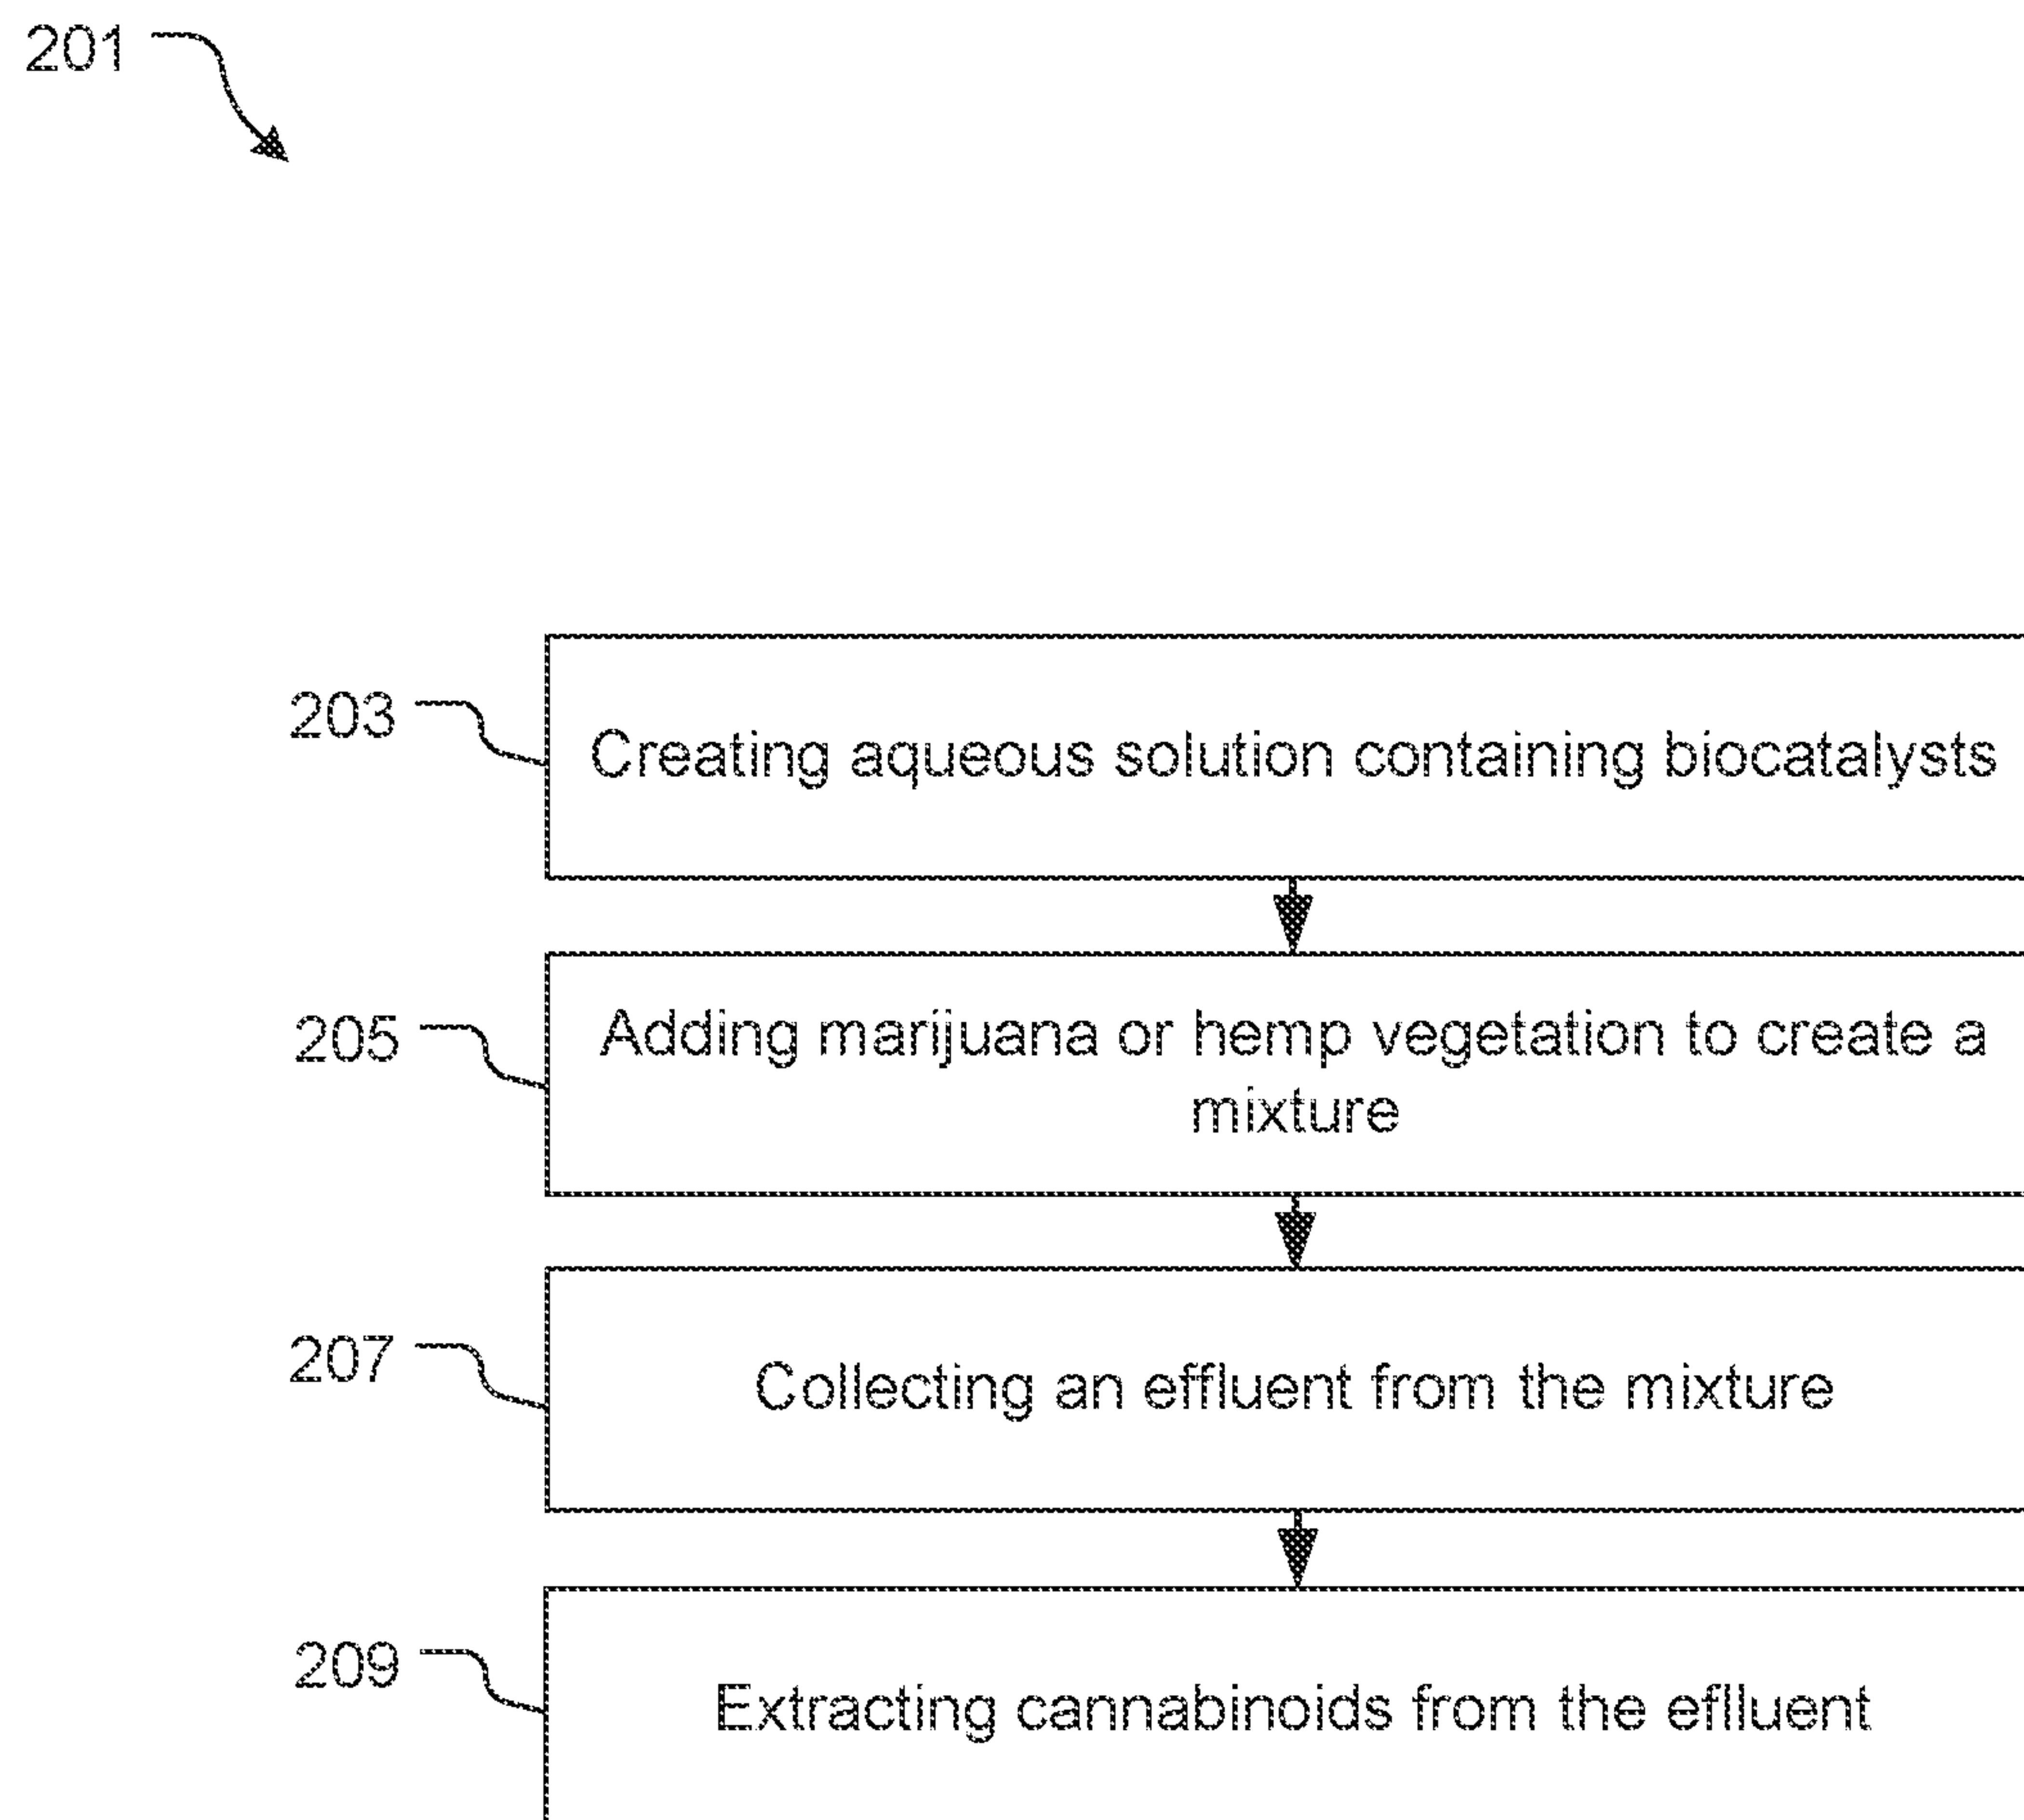 201
203
Creating aqueous solution containing biocatalysts
205
Adding marijuana or hemp vegetation to create a
mixture
207
Collecting an effluent from the mixture
209
Extracting cannabinoids from the eflluent